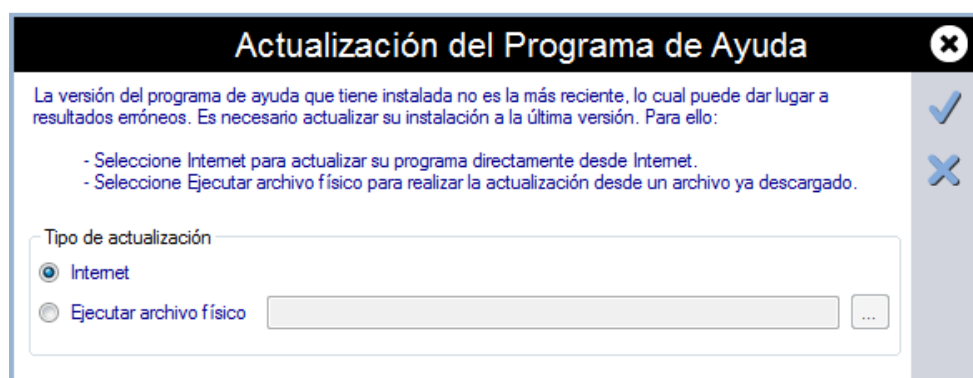 Actualización del Programa de Ayuda
La versión del programa de ayuda que tiene instalada no es la más reciente, lo cual puede dar lugar a
resultados erróneos. Es necesario actualizar su instalación a la última versión. Para ello:
- Seleccione Internet para actualizar su programa directamente desde Internet.
- Seleccione Ejecutar archivo físico para realizar la actualización desde un archivo ya descargado.
Tipo de actualización
Internet
Ejecutar archivo físico
...